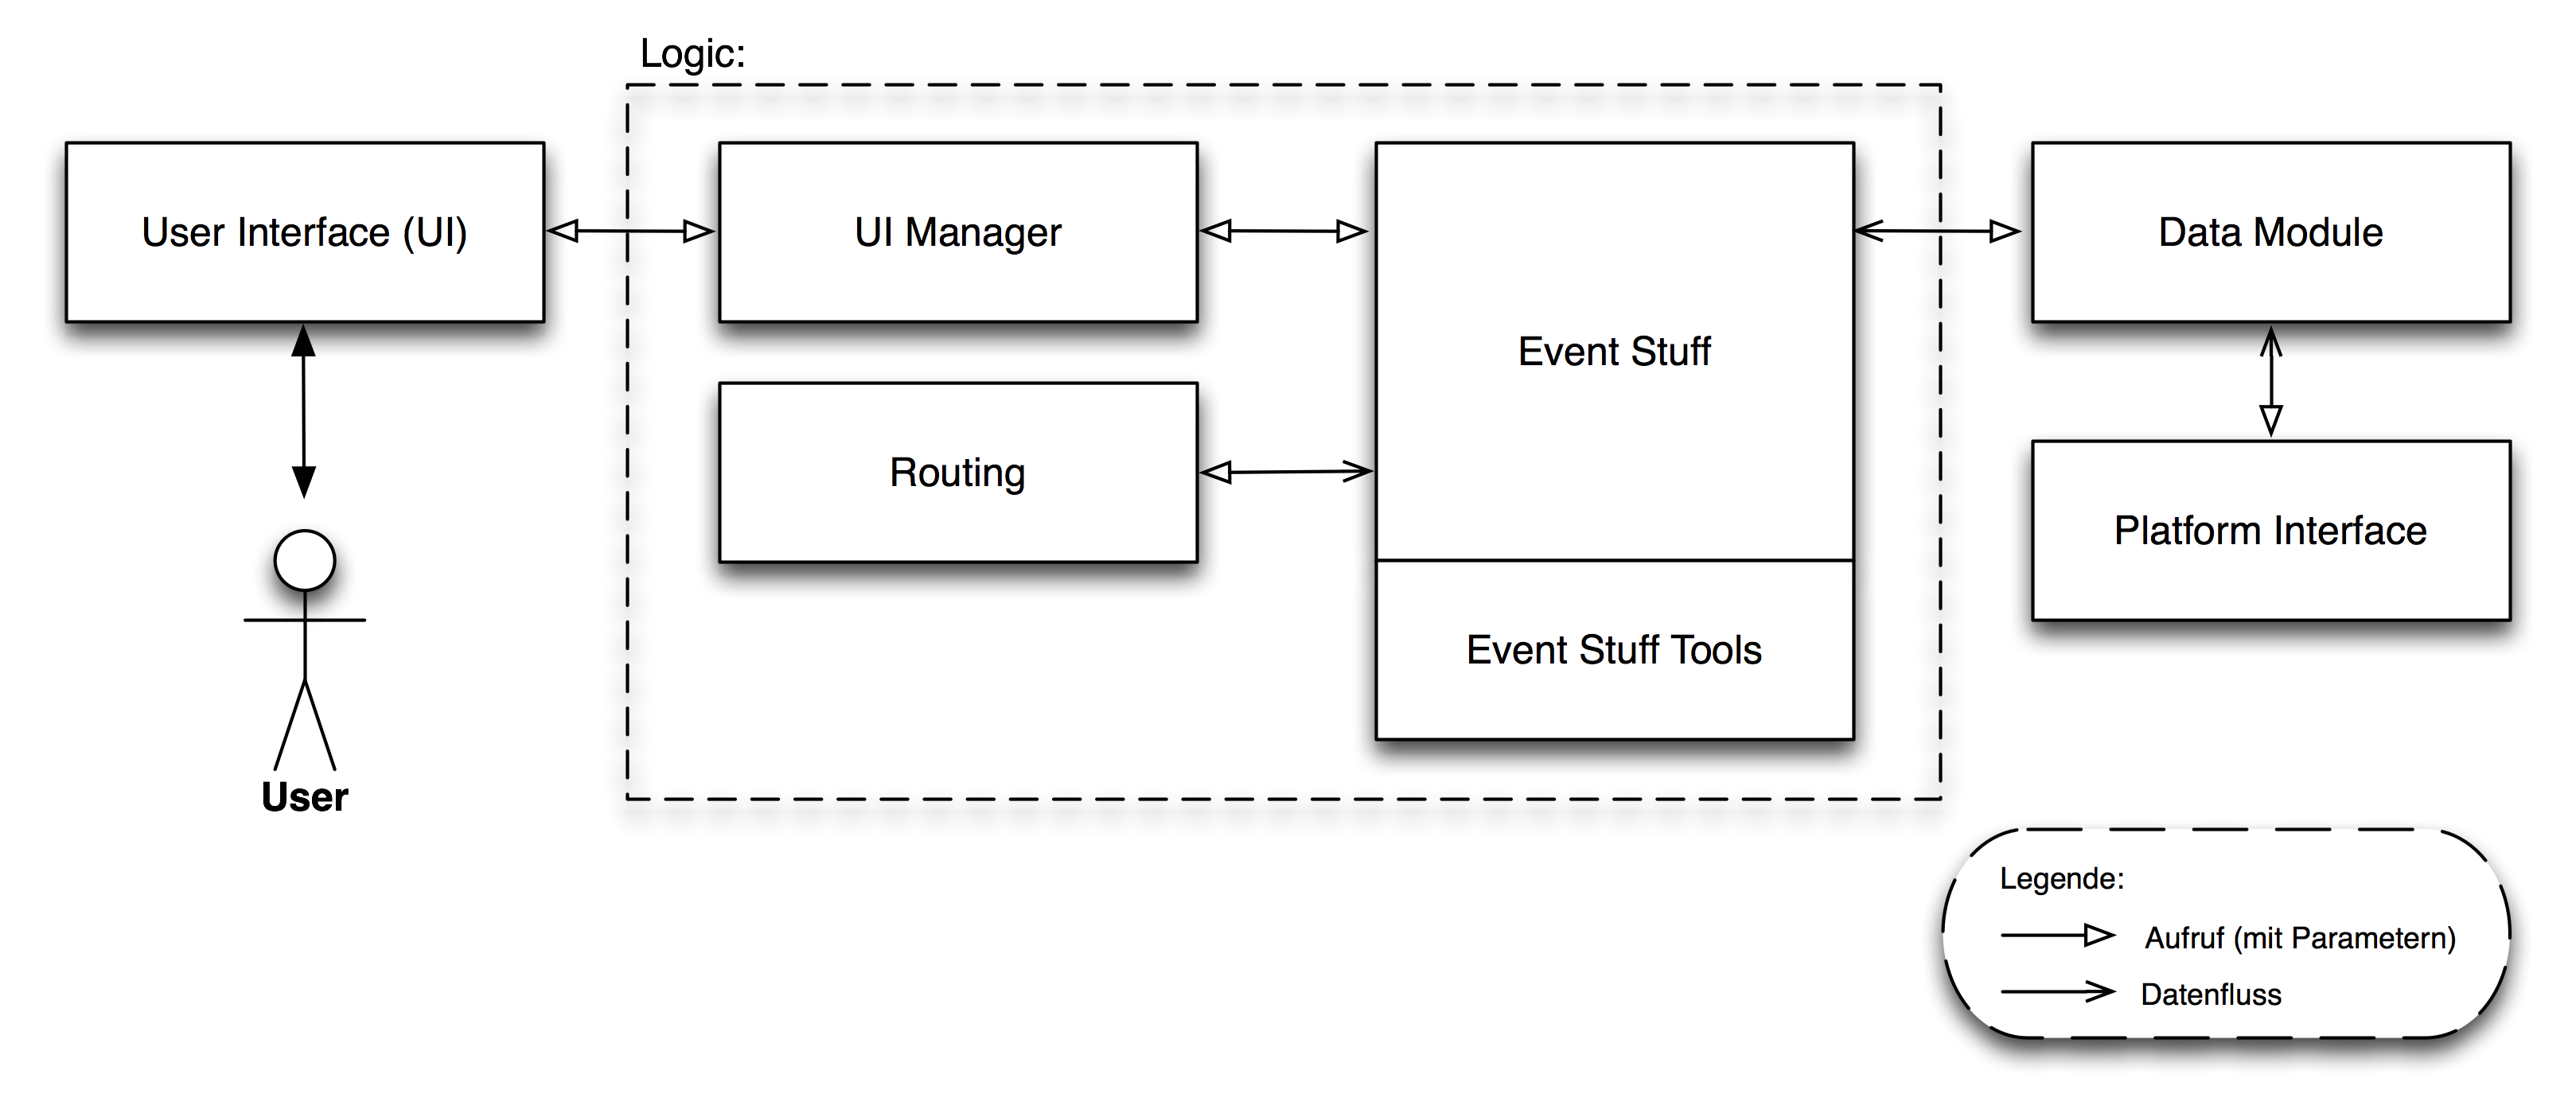 Logic:
User Interface (UI)
UI Manager
Data Module
Event Stuff
Routing
Platform Interface
Event Stuff Tools
User
Legende:
Aufruf (mit Parametern)
Datenfluss